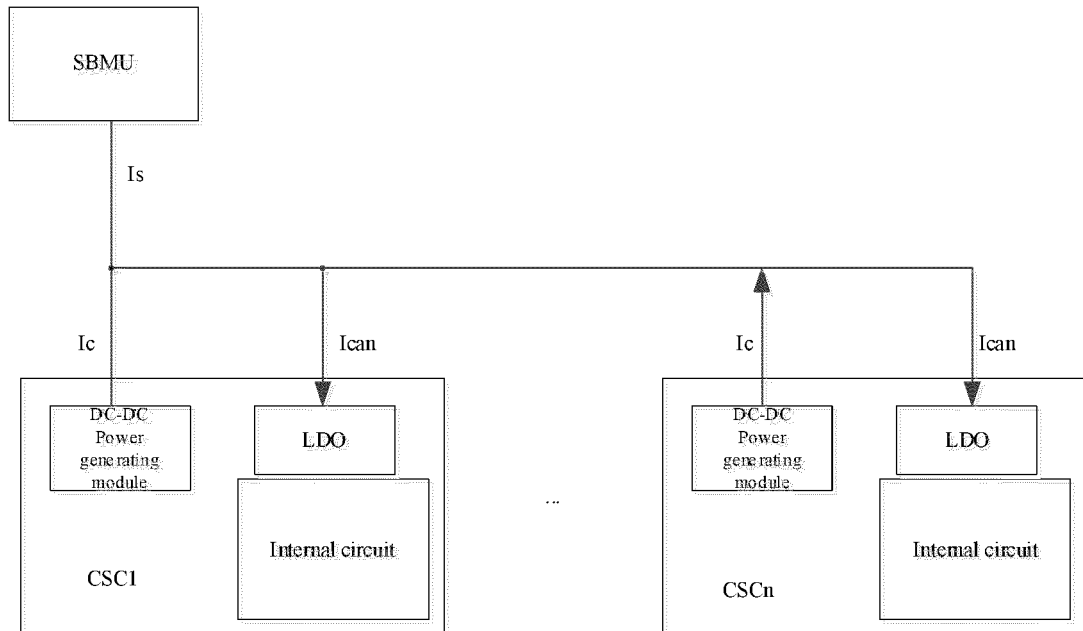 SBMU
Is
Ic
Ican
Ic
Ican
DC-DC
Power
generating
module
LDO
DC-DC
Power
generating
module
LDO
...
Internal circuit
Internal circuit
CSC1
CSCn